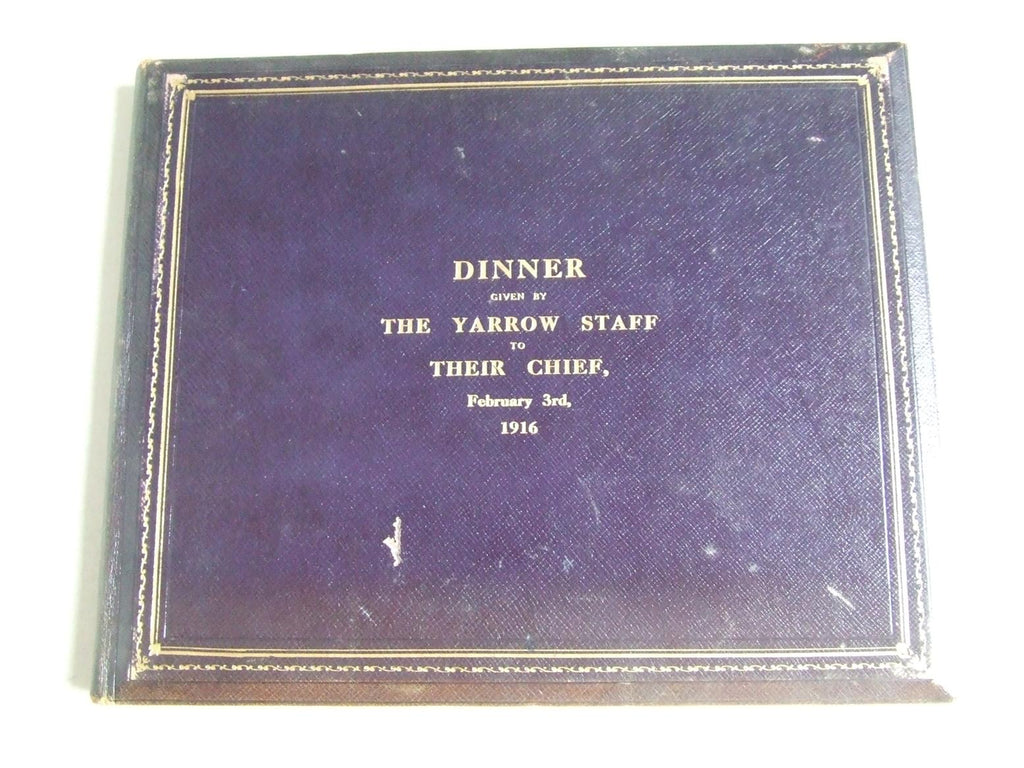 DINNER
GIVEN BY
THE YARROW STAFF
TO
THEIR CHIEF,
February 3rd,
1916